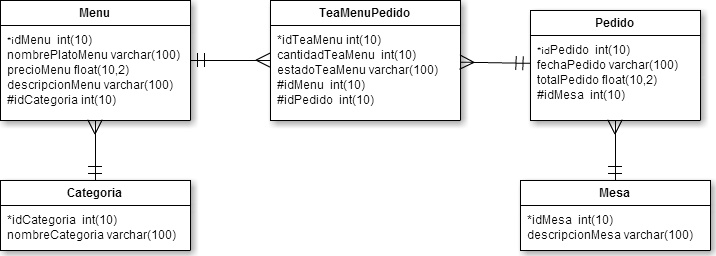 Menu
*idMenu int(10)
nombrePlatoMenu varchar(100)
precioMenu float(10,2)
descripcionMenu varchar(100)
#idCategoria int(10)
TeaMenuPedido
*idTeaMenu int(10)
cantidadTeaMenu int(10)
estadoTeaMenu varchar(100)
#idMenu int(10)
#idPedido int(10)
Pedido
*idPedido int(10)
fechaPedido varchar(100)
totalPedido float(10,2)
#idMesa int(10)
Categoria
*idCategoria int(10)
nombreCategoria varchar(100)
Mesa
*idMesa int(10)
descripcionMesa varchar(100)